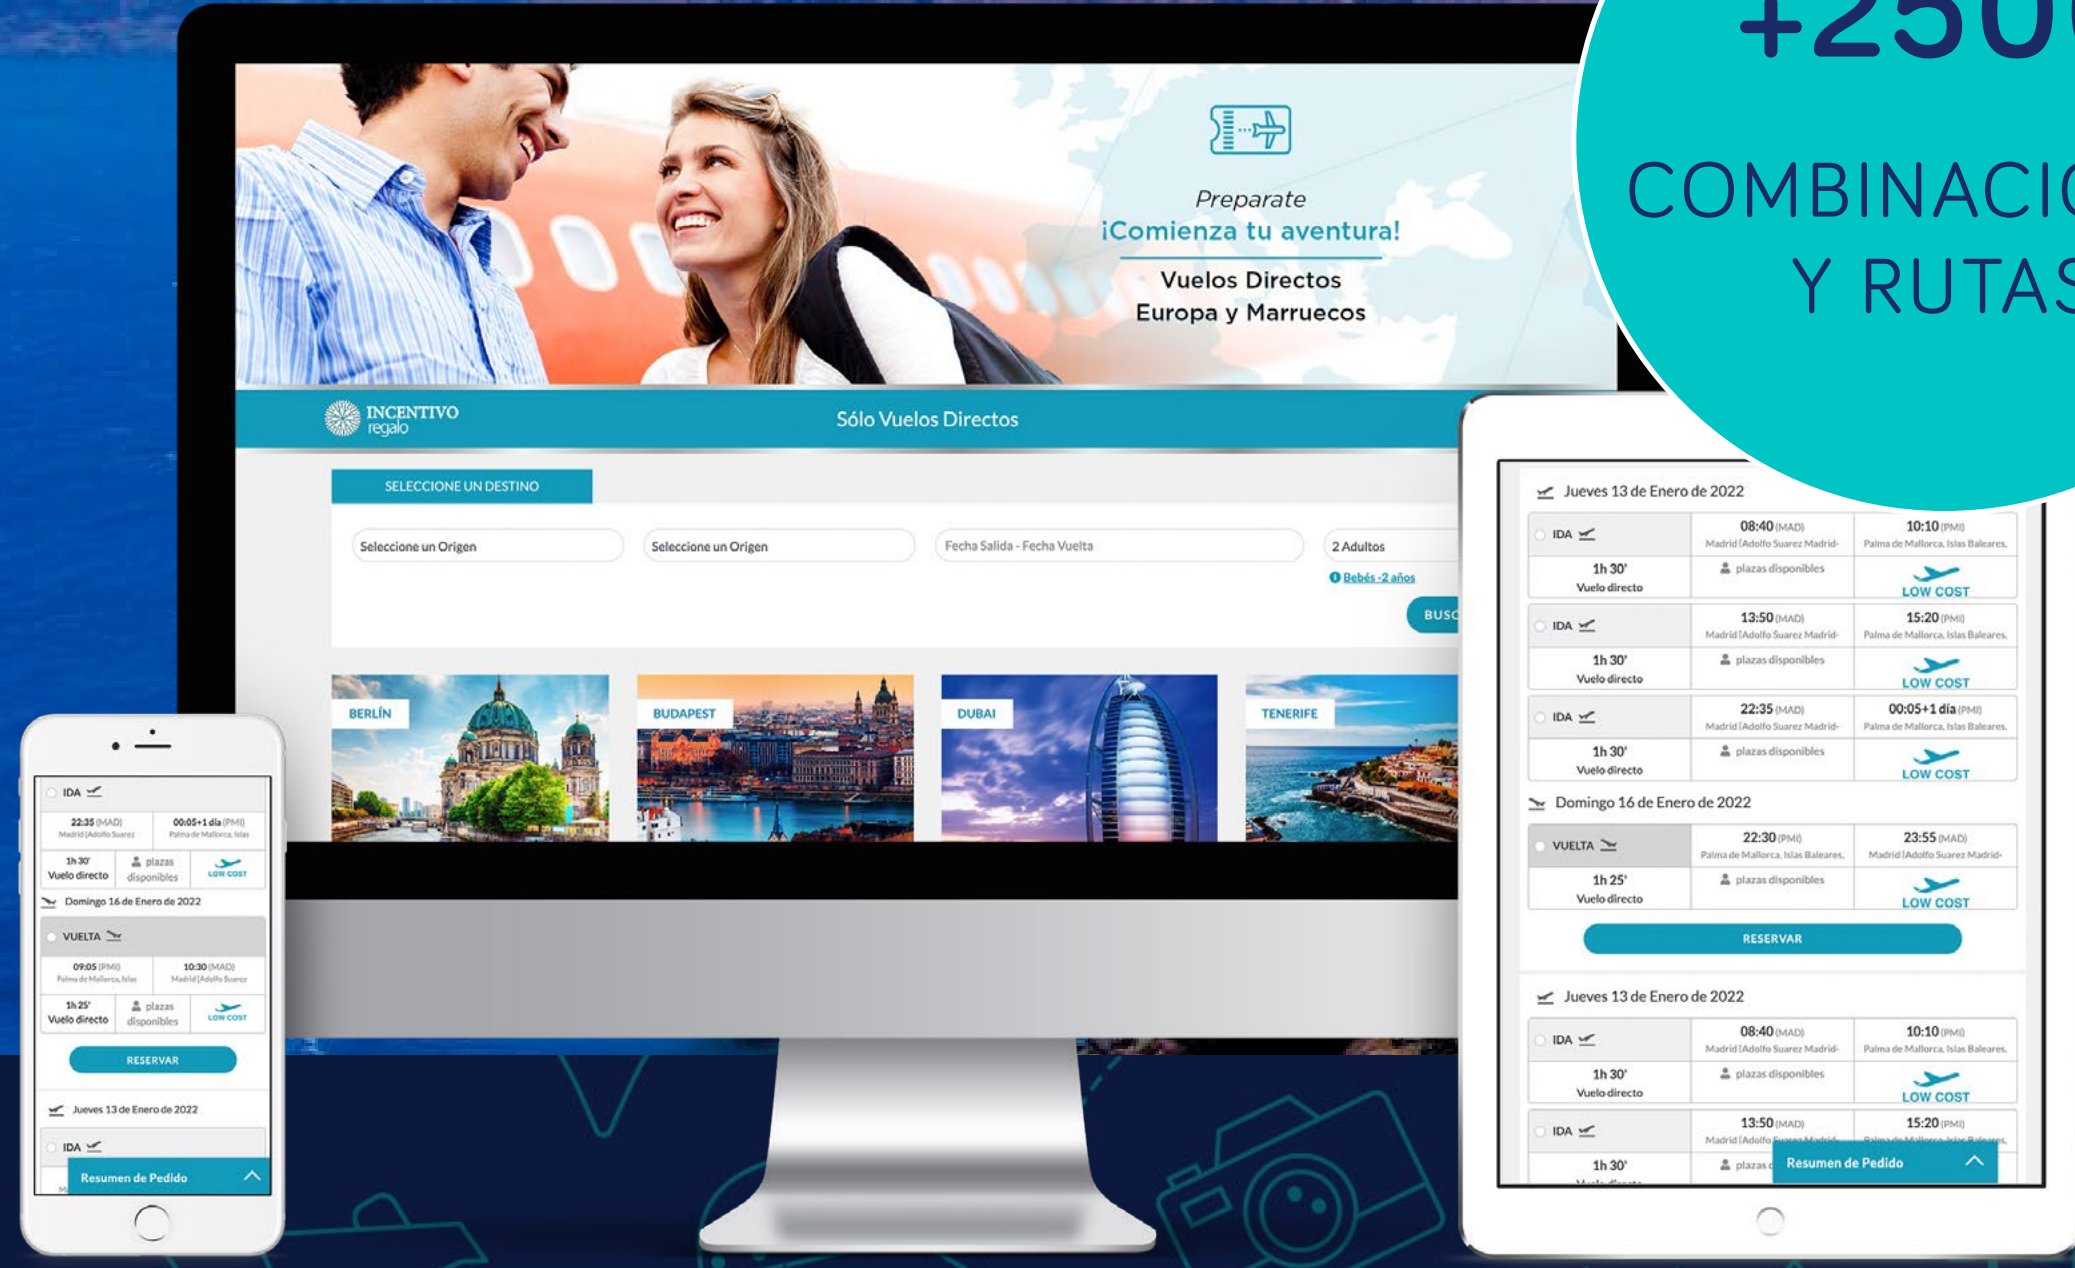 COMBINACIO
Y RUTAS
Preparate
¡Comienza tu aventura!
Vuelos Directos
Europa y Marruecos
INCENTIVO
regalo
Sólo Vuelos Directos
SELECCIONE UN DESTINO
Seleccione un Origen
Seleccione un Origen
Fecha Salida - Fecha Vuelta
2 Adultos
Bebés -2 años
BUSC
BERLÍN
BUDAPEST
DUBAI
TENERIFE
IDA
22:35 (MAD) 00:05+1 día (PMI)
Madrid [Adolfo Suarez Palma de Mallorca, Islas
1h 30' plazas
Vuelo directo disponibles LOW COST
Domingo 16 de Enero de 2022
VUELTA
09:05 (PMI) 10:30 (MAD)
Palma de Mallorca, Islas Madrid [Adolfo Suarez
1h 25' plazas
Vuelo directo disponibles LOW COST
RESERVAR
Jueves 13 de Enero de 2022
IDA
Resumen de Pedido
Jueves 13 de Enero de 2022
IDA 08:40 (MAD) 10:10 (PMI)
Madrid [Adolfo Suarez Madrid- Palma de Mallorca, Islas Baleares,
1h 30' plazas disponibles
Vuelo directo LOW COST
IDA 13:50 (MAD) 15:20 (PMI)
Madrid [Adolfo Suarez Madrid- Palma de Mallorca, Islas Baleares,
1h 30' plazas disponibles
Vuelo directo LOW COST
IDA 22:35 (MAD) 00:05+1 día (PMI)
Madrid [Adolfo Suarez Madrid- Palma de Mallorca, Islas Baleares,
1h 30' plazas disponibles
Vuelo directo LOW COST
Domingo 16 de Enero de 2022
VUELTA 22:30 (PMI) 23:55 (MAD)
Palma de Mallorca, Islas Baleares, Madrid [Adolfo Suarez Madrid-
1h 25' plazas disponibles
Vuelo directo LOW COST
RESERVAR
Jueves 13 de Enero de 2022
IDA 08:40 (MAD) 10:10 (PMI)
Madrid [Adolfo Suarez Madrid- Palma de Mallorca, Islas Baleares,
1h 30' plazas disponibles
Vuelo directo LOW COST
IDA 13:50 (MAD) 15:20 (PMI)
Madrid [Adolfo Suarez Madrid- Palma de Mallorca, Islas Baleares,
1h 30' plazas
Resumen de Pedido